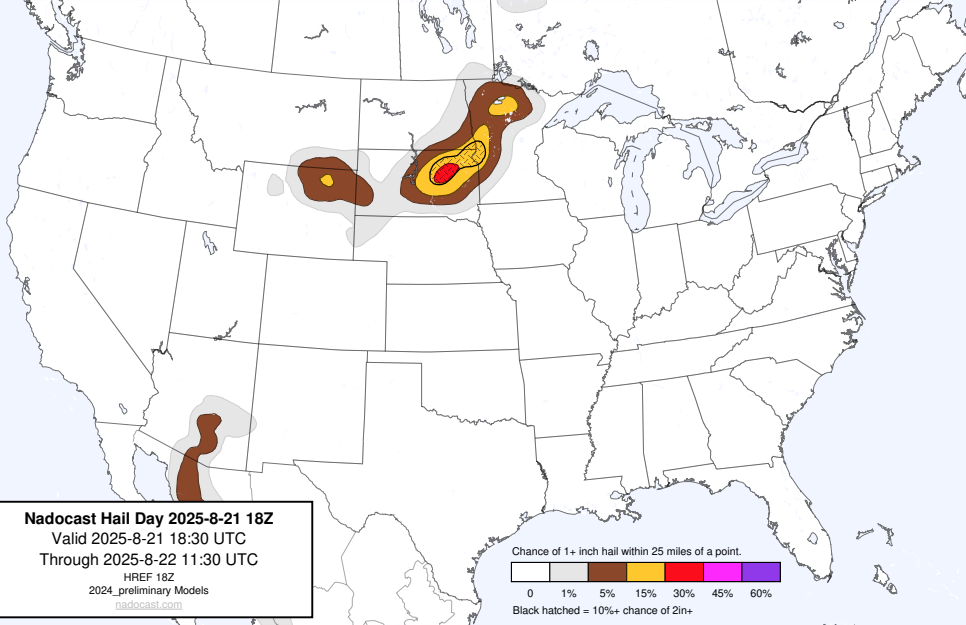 Nadocast Hail Day 2025-8-21 18Z
Valid 2025-8-21 18:30 UTC
Through 2025-8-22 11:30 UTC
HREF 18Z
2024_preliminary Models
nadocast.com
Chance of 1+ inch hail within 25 miles of a point.
0 1% 5% 15% 30% 45% 60%
Black hatched = 10%+ chance of 2in+